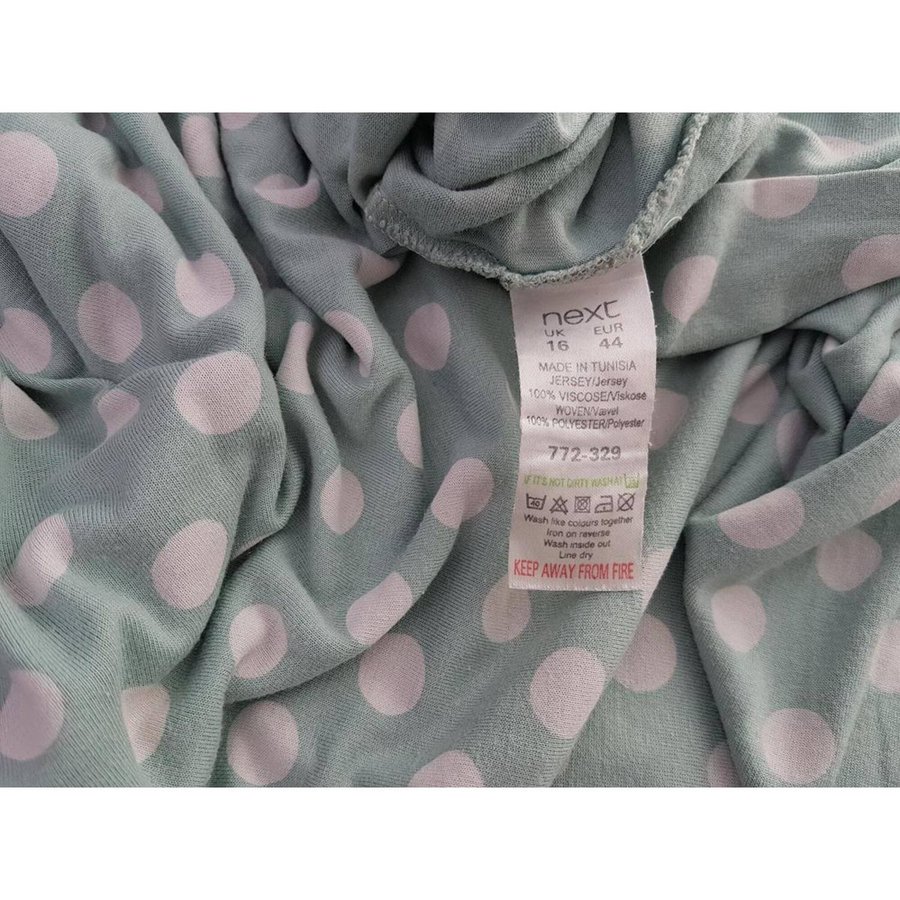 next
UK EUR
16 44
MADE IN TUNISIA
JERSEY/Jersey
100% VISCOSE/Viskose
WOVEN/Vævet
100% POLYESTER/Polyester
772-329
IF IT'S NOT DIRTY WASH AT
40
Wash like colours together
Iron on reverse
Wash inside out
Line dry
KEEP AWAY FROM FIRE